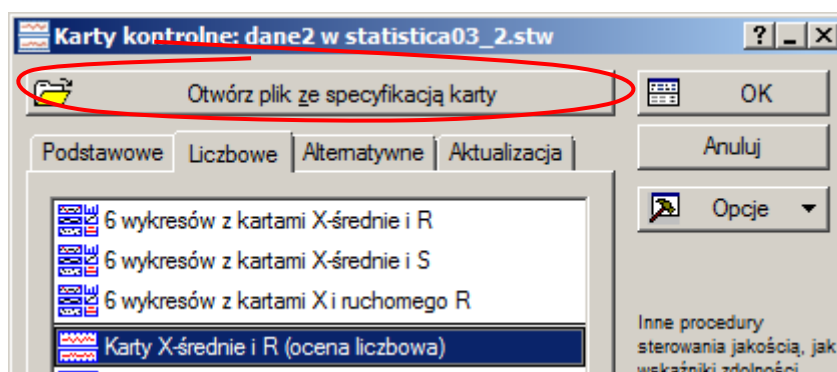 Karty kontrolne: dane2 w statistica03_2.stw
Otwórz plik ze specyfikacją karty
OK
Podstawowe Liczbowe Alternatywne Aktualizacja
Anuluj
Opcje
6 wykresów z kartami X-średnie i R
6 wykresów z kartami X-średnie i S
6 wykresów z kartami X i ruchomego R
Karty X-średnie i R (ocena liczbowa)
Inne procedury
sterowania jakością, jak
wskaźniki zdolności